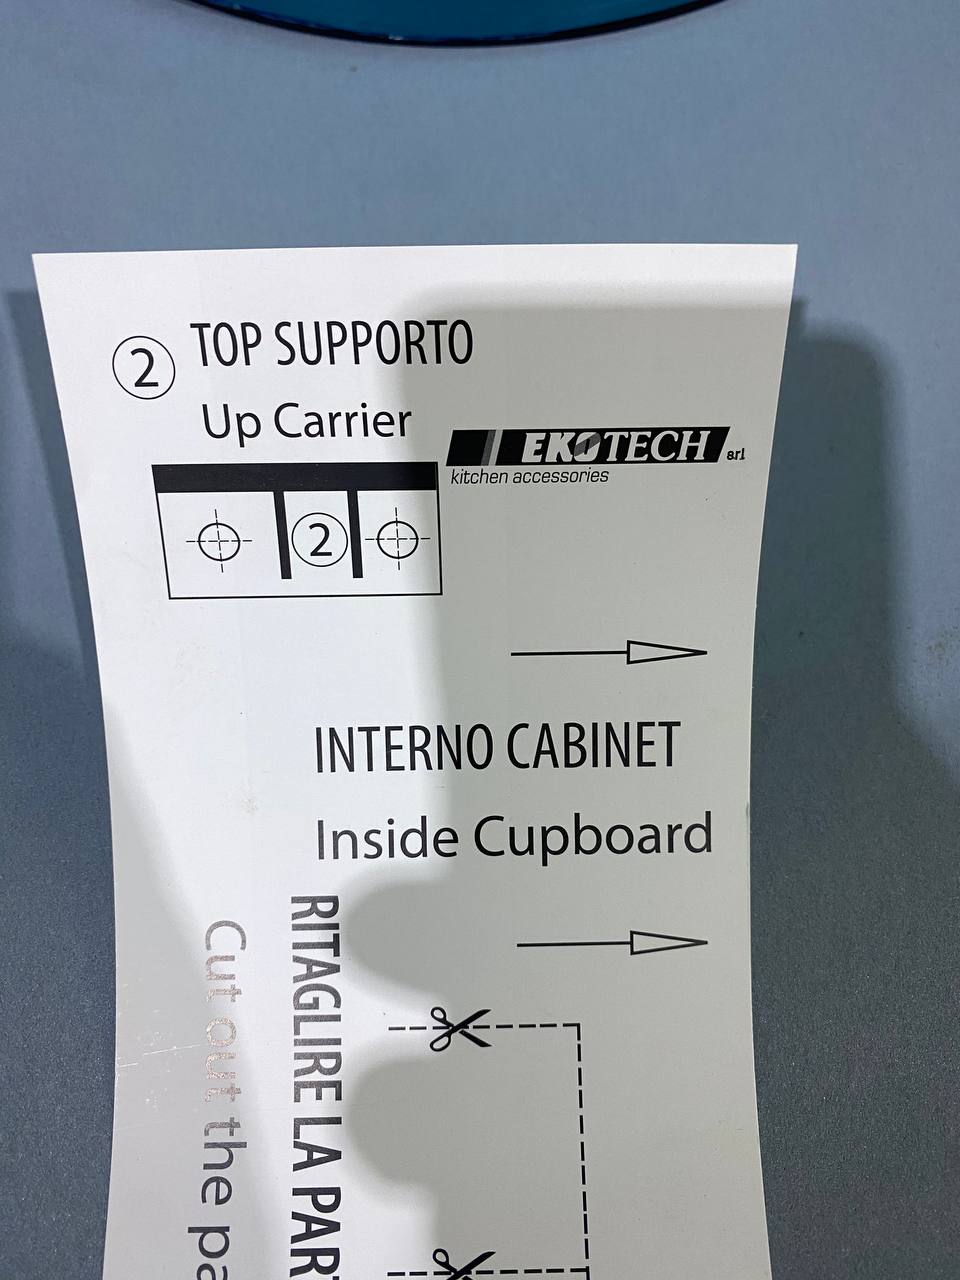 2 TOP SUPPORTO
Up Carrier
EKOTECH s.r.l
kitchen accessories
2
INTERNO CABINET
Inside Cupboard
RITAGLIRE LA PAR
Cut out the pa